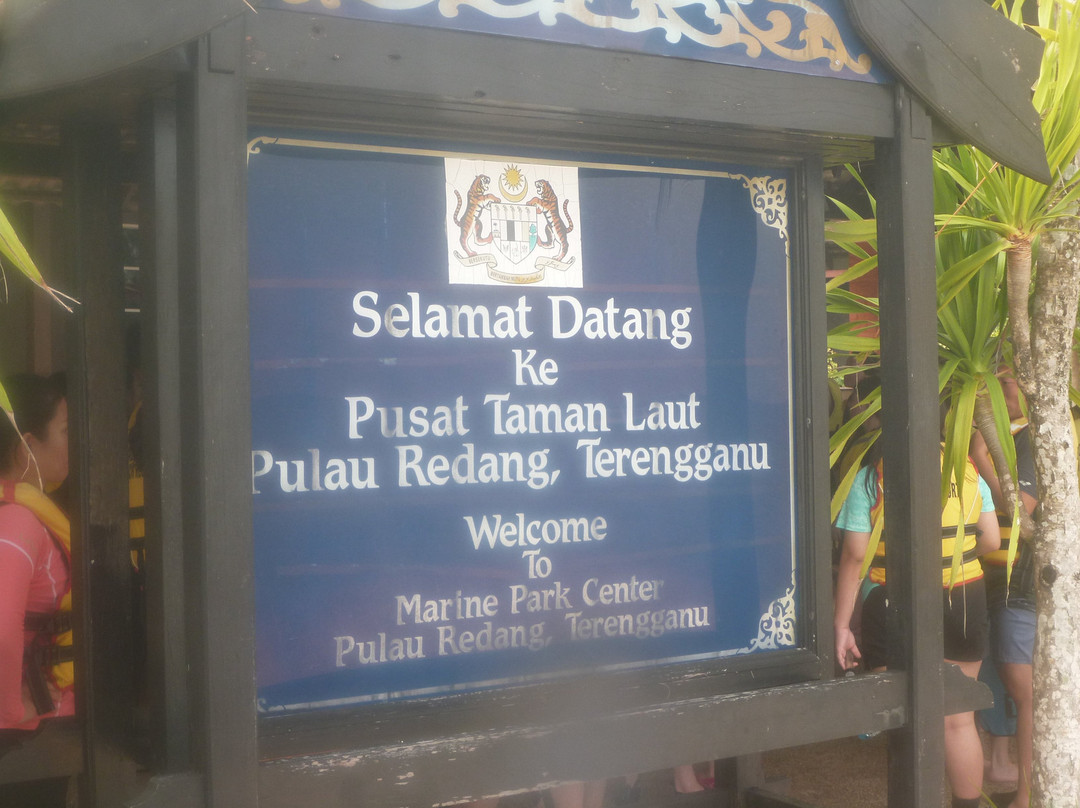 Selamat Datang
Ke
Pusat Taman Laut
Pulau Redang, Terengganu
Welcome
To
Marine Park Center
Pulau Redang, Terengganu